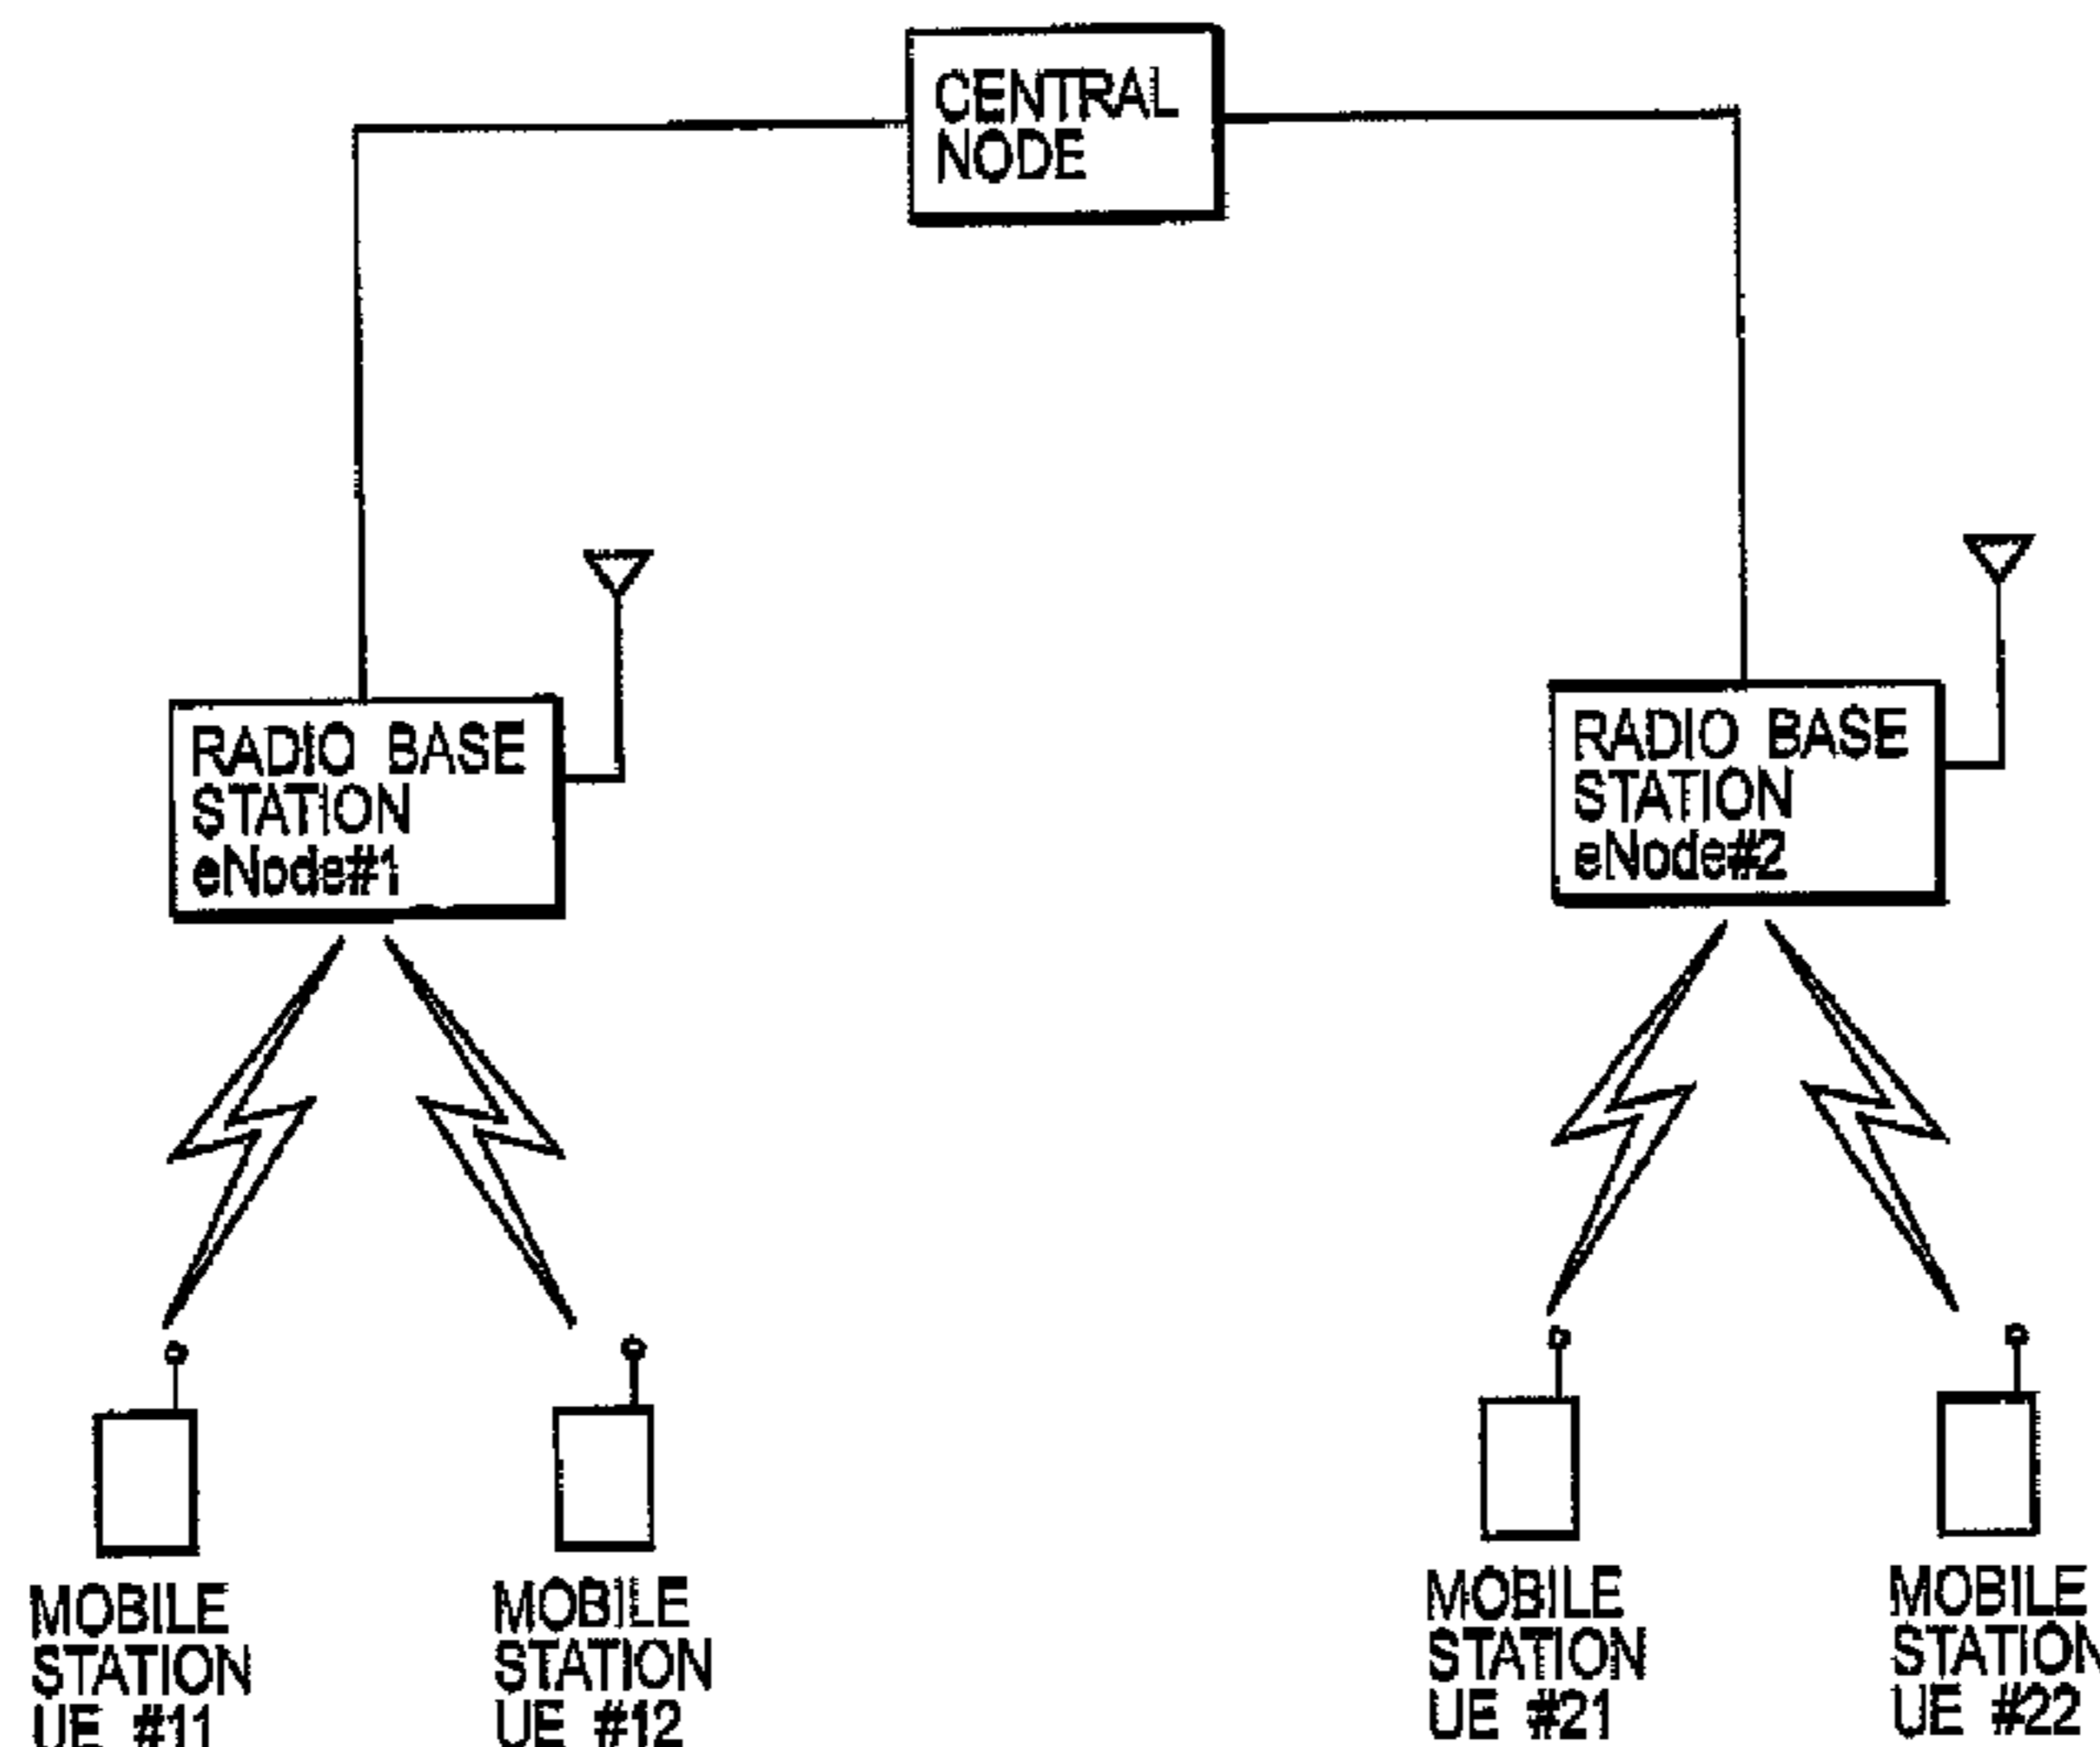 CENTRAL
NODE
RADIO BASE
STATION
eNode#1
RADIO BASE
STATION
eNode#2
MOBILE
STATION
UE #11
MOBILE
STATION
UE #12
MOBILE
STATION
UE #21
MOBILE
STATION
UE #22